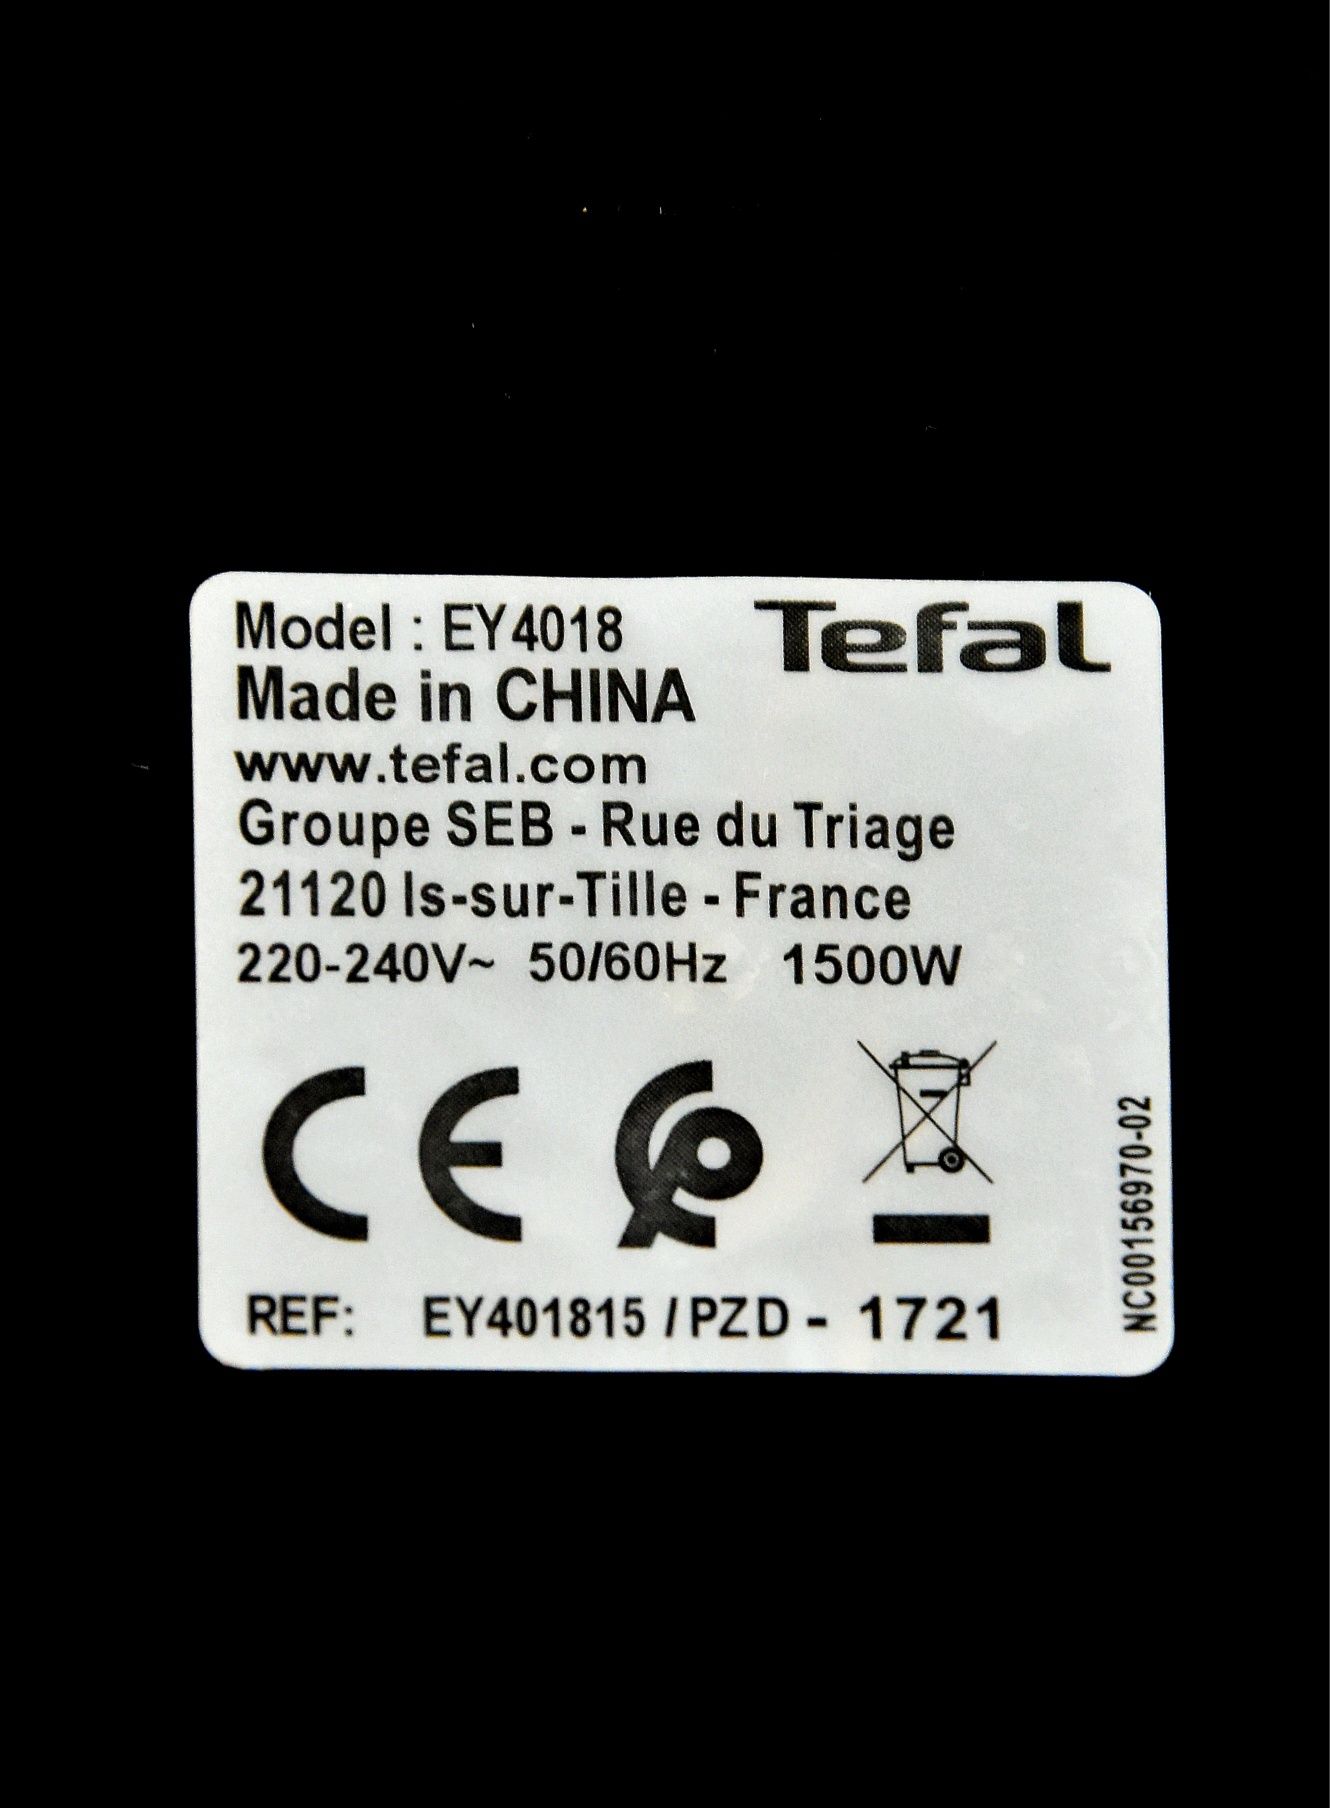 Model : EY4018
Tefal
Made in CHINA
www.tefal.com
Groupe SEB - Rue du Triage
21120 Is-sur-Tille - France
220-240V~ 50/60Hz 1500W
CE
REF: EY401815 / PZD - 1721
NC00156970-02